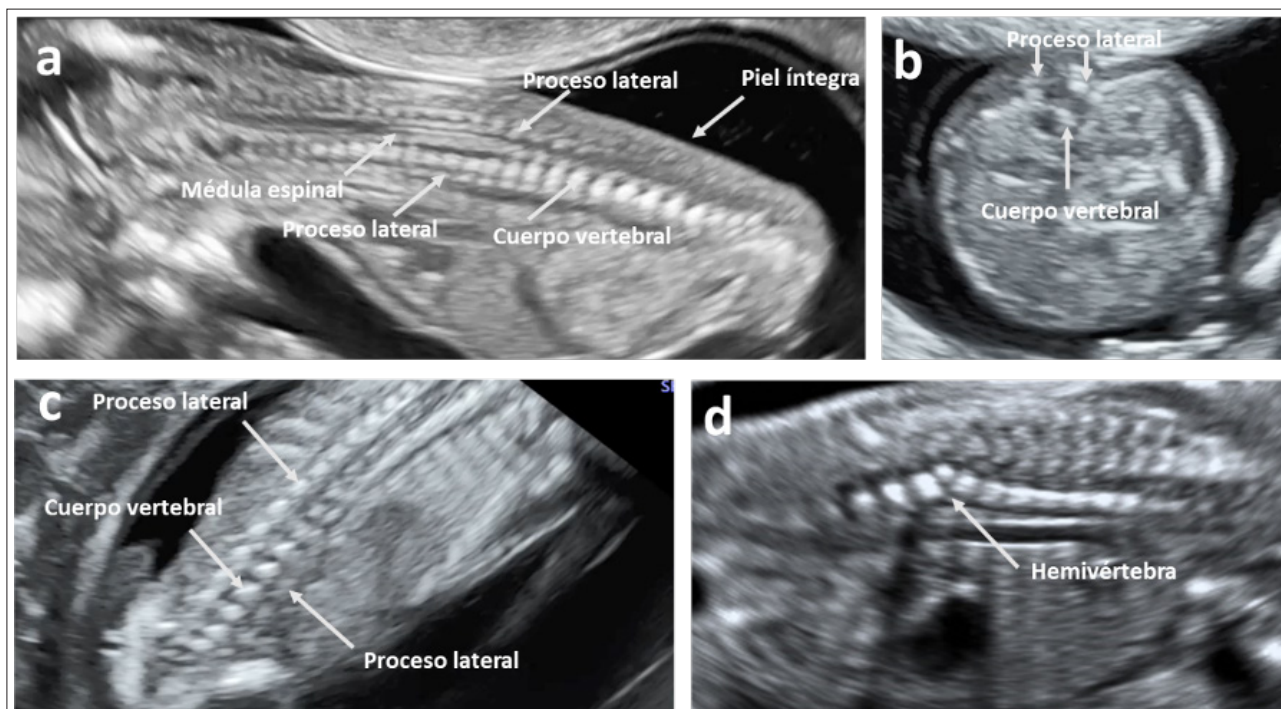 a
Proceso lateral
Piel íntegra
Médula espinal
Proceso lateral
Cuerpo vertebral
b
Proceso lateral
Cuerpo vertebral
c
Proceso lateral
Cuerpo vertebral
Proceso lateral
d
Hemivértebra